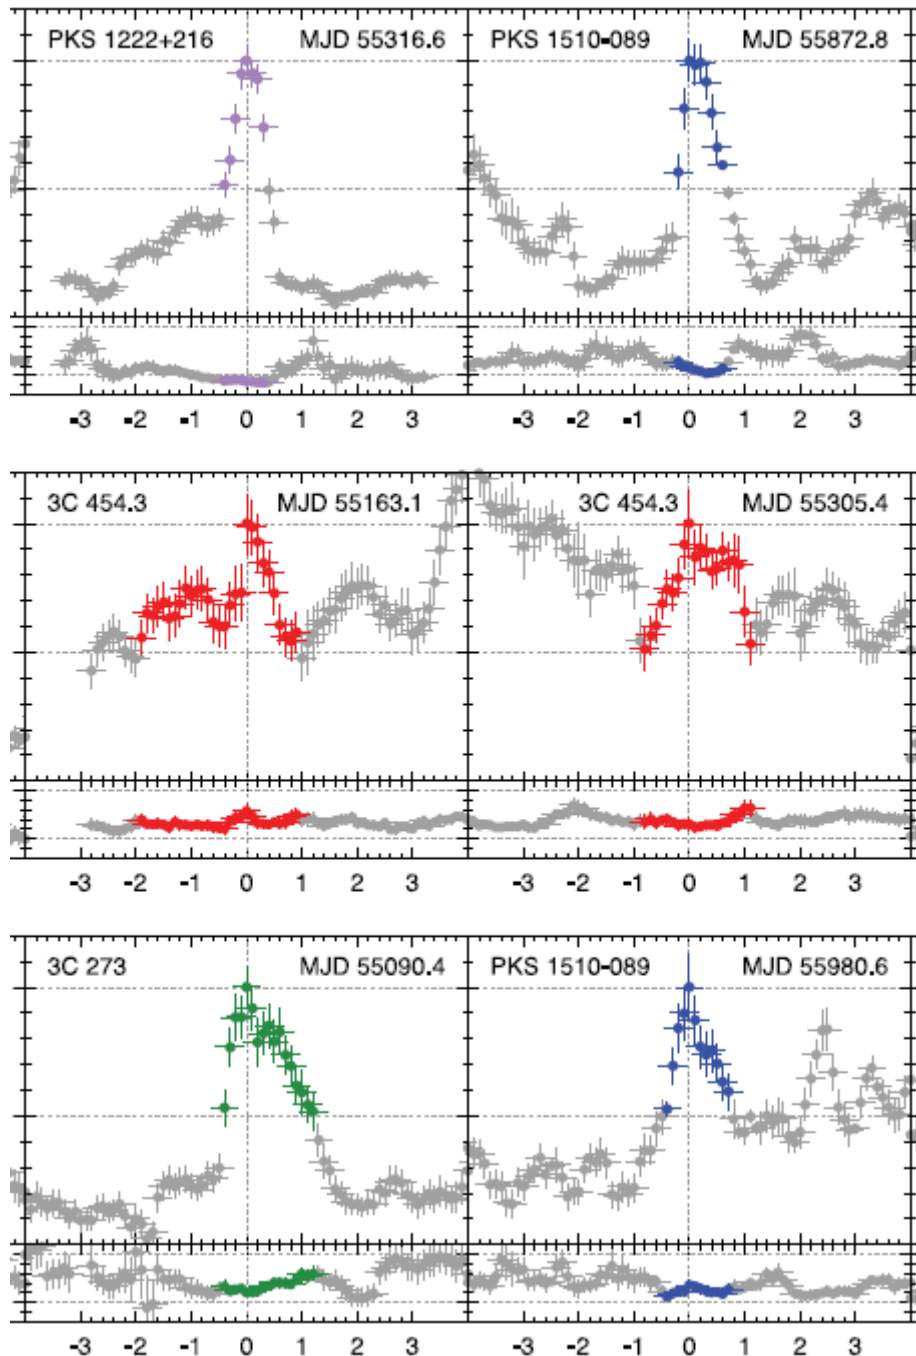 PKS 1222+216 MJD 55316.6 PKS 1510-089 MJD 55872.8
-3 -2 -1 0 1 2 3 -3 -2 -1 0 1 2 3
3C 454.3 MJD 55163.1 3C 454.3 MJD 55305.4
-3 -2 -1 0 1 2 3 -3 -2 -1 0 1 2 3
3C 273 MJD 55090.4 PKS 1510-089 MJD 55980.6
-3 -2 -1 0 1 2 3 -3 -2 -1 0 1 2 3